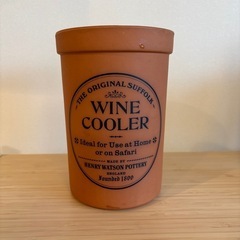 THE ORIGINAL SUFFOLK
WINE
COOLER
Ideal for Use at Home
or on Safari
MADE BY
HENRY WATSON POTTERY
ENGLAND
Founded 1800